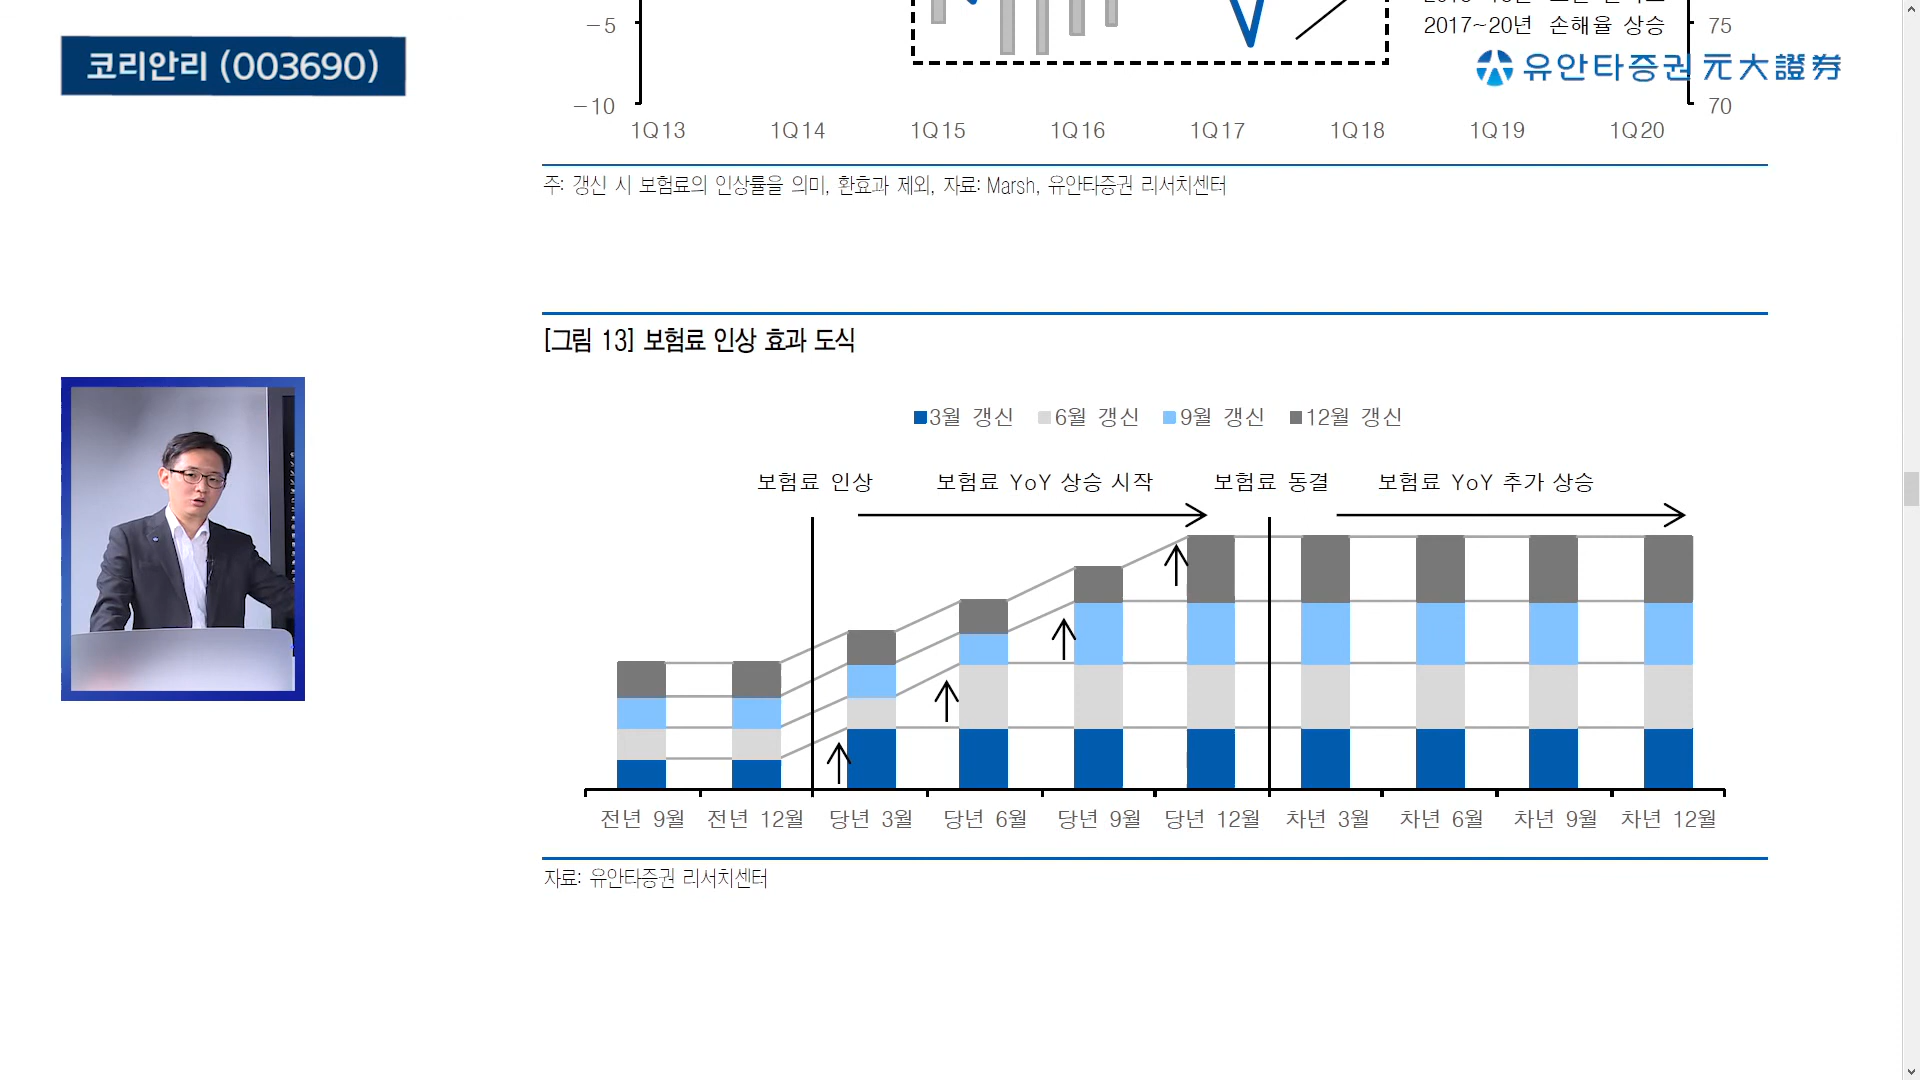 코리안리 (003690)
유안타증권 元大證券
2017~20년 손해율 상승
-5
75
-10
70
1Q13 1Q14 1Q15 1Q16 1Q17 1Q18 1Q19 1Q20
주: 갱신 시 보험료의 인상률을 의미, 환효과 제외, 자료: Marsh, 유안타증권 리서치센터
[그림 13] 보험료 인상 효과 도식
3월 갱신 6월 갱신 9월 갱신 12월 갱신
보험료 인상 보험료 YoY 상승 시작 보험료 동결 보험료 YoY 추가 상승
전년 9월 전년 12월 당년 3월 당년 6월 당년 9월 당년 12월 차년 3월 차년 6월 차년 9월 차년 12월
자료: 유안타증권 리서치센터